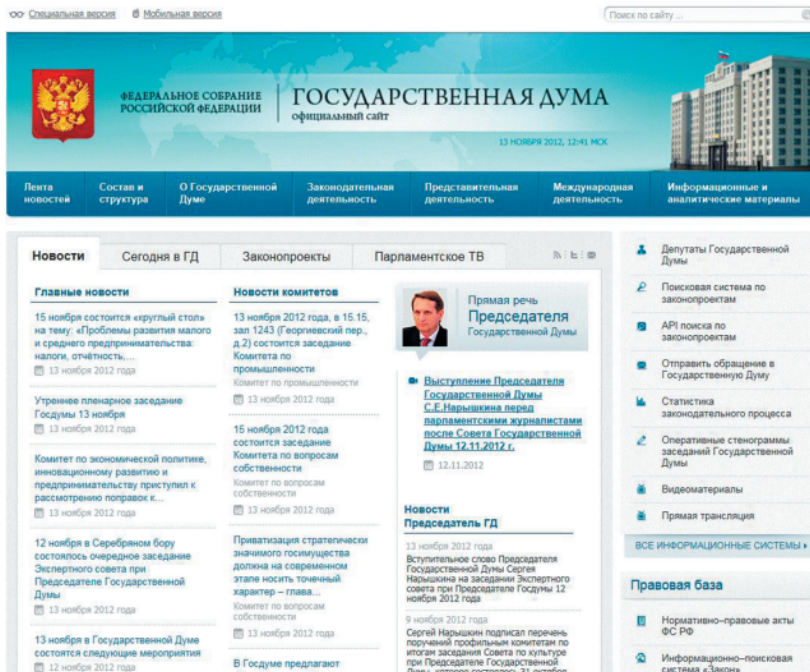 Специальная версия
Мобильная версия
Поиск по сайту ...
ФЕДЕРАЛЬНОЕ СОБРАНИЕ
РОССИЙСКОЙ ФЕДЕРАЦИИ
ГОСУДАРСТВЕННАЯ ДУМА
официальный сайт
13 НОЯБРЯ 2012, 12:41 МСК
Лента
новостей
Состав и
структура
О Государственной
Думе
Законодательная
деятельность
Представительная
деятельность
Международная
деятельность
Информационные и
аналитические материалы
Новости
Сегодня в ГД
Законопроекты
Парламентское ТВ
Главные новости
15 ноября состоится «круглый стол»
на тему: «Проблемы развития малого
и среднего предпринимательства:
налоги, отчётность,...
13 ноября 2012 года
Утреннее пленарное заседание
Госдумы 13 ноября
13 ноября 2012 года
Комитет по экономической политике,
инновационному развитию и
предпринимательству приступил к
рассмотрению поправок к...
13 ноября 2012 года
12 ноября в Серебряном бору
состоялось очередное заседание
Экспертного совета при
Председателе Государственной
Думы
13 ноября 2012 года
13 ноября в Государственной Думе
состоятся следующие мероприятия
12 ноября 2012 года
Новости комитетов
13 ноября 2012 года, в 15.15,
зал 1243 (Георгиевский пер.,
д.2) состоится заседание
Комитета по
промышленности
Комитет по промышленности
13 ноября 2012 года
15 ноября 2012 года
состоится заседание
Комитета по вопросам
собственности
Комитет по вопросам
собственности
13 ноября 2012 года
Приватизация стратегически
значимого госимущества
должна на современном
этапе носить точечный
характер – глава...
Комитет по вопросам
собственности
13 ноября 2012 года
В Госдуме предлагают
Прямая речь
Председателя
Государственной Думы
Выступление Председателя
Государственной Думы
С.Е.Нарышкина перед
парламентскими журналистами
после Совета Государственной
Думы 12.11.2012 г.
12.11.2012
Новости
Председатель ГД
13 ноября 2012 года
Вступительное слово Председателя
Государственной Думы Сергея
Нарышкина на заседании Экспертного
совета при Председателе Госдумы 12
ноября 2012 года
9 ноября 2012 года
Сергей Нарышкин подписал перечень
поручений профильным комитетам по
итогам заседания Совета по культуре
при Председателе Государственной
Думы, которое состоялось 31 октября
Депутаты Государственной
Думы
Поисковая система по
законопроектам
API поиска по
законопроектам
Отправить обращение в
Государственную Думу
Статистика
законодательного процесса
Оперативные стенограммы
заседаний Государственной
Думы
Видеоматериалы
Прямая трансляция
ВСЕ ИНФОРМАЦИОННЫЕ СИСТЕМЫ
Правовая база
Нормативно–правовые акты
ФС РФ
Информационно–поисковая
система «Закон»